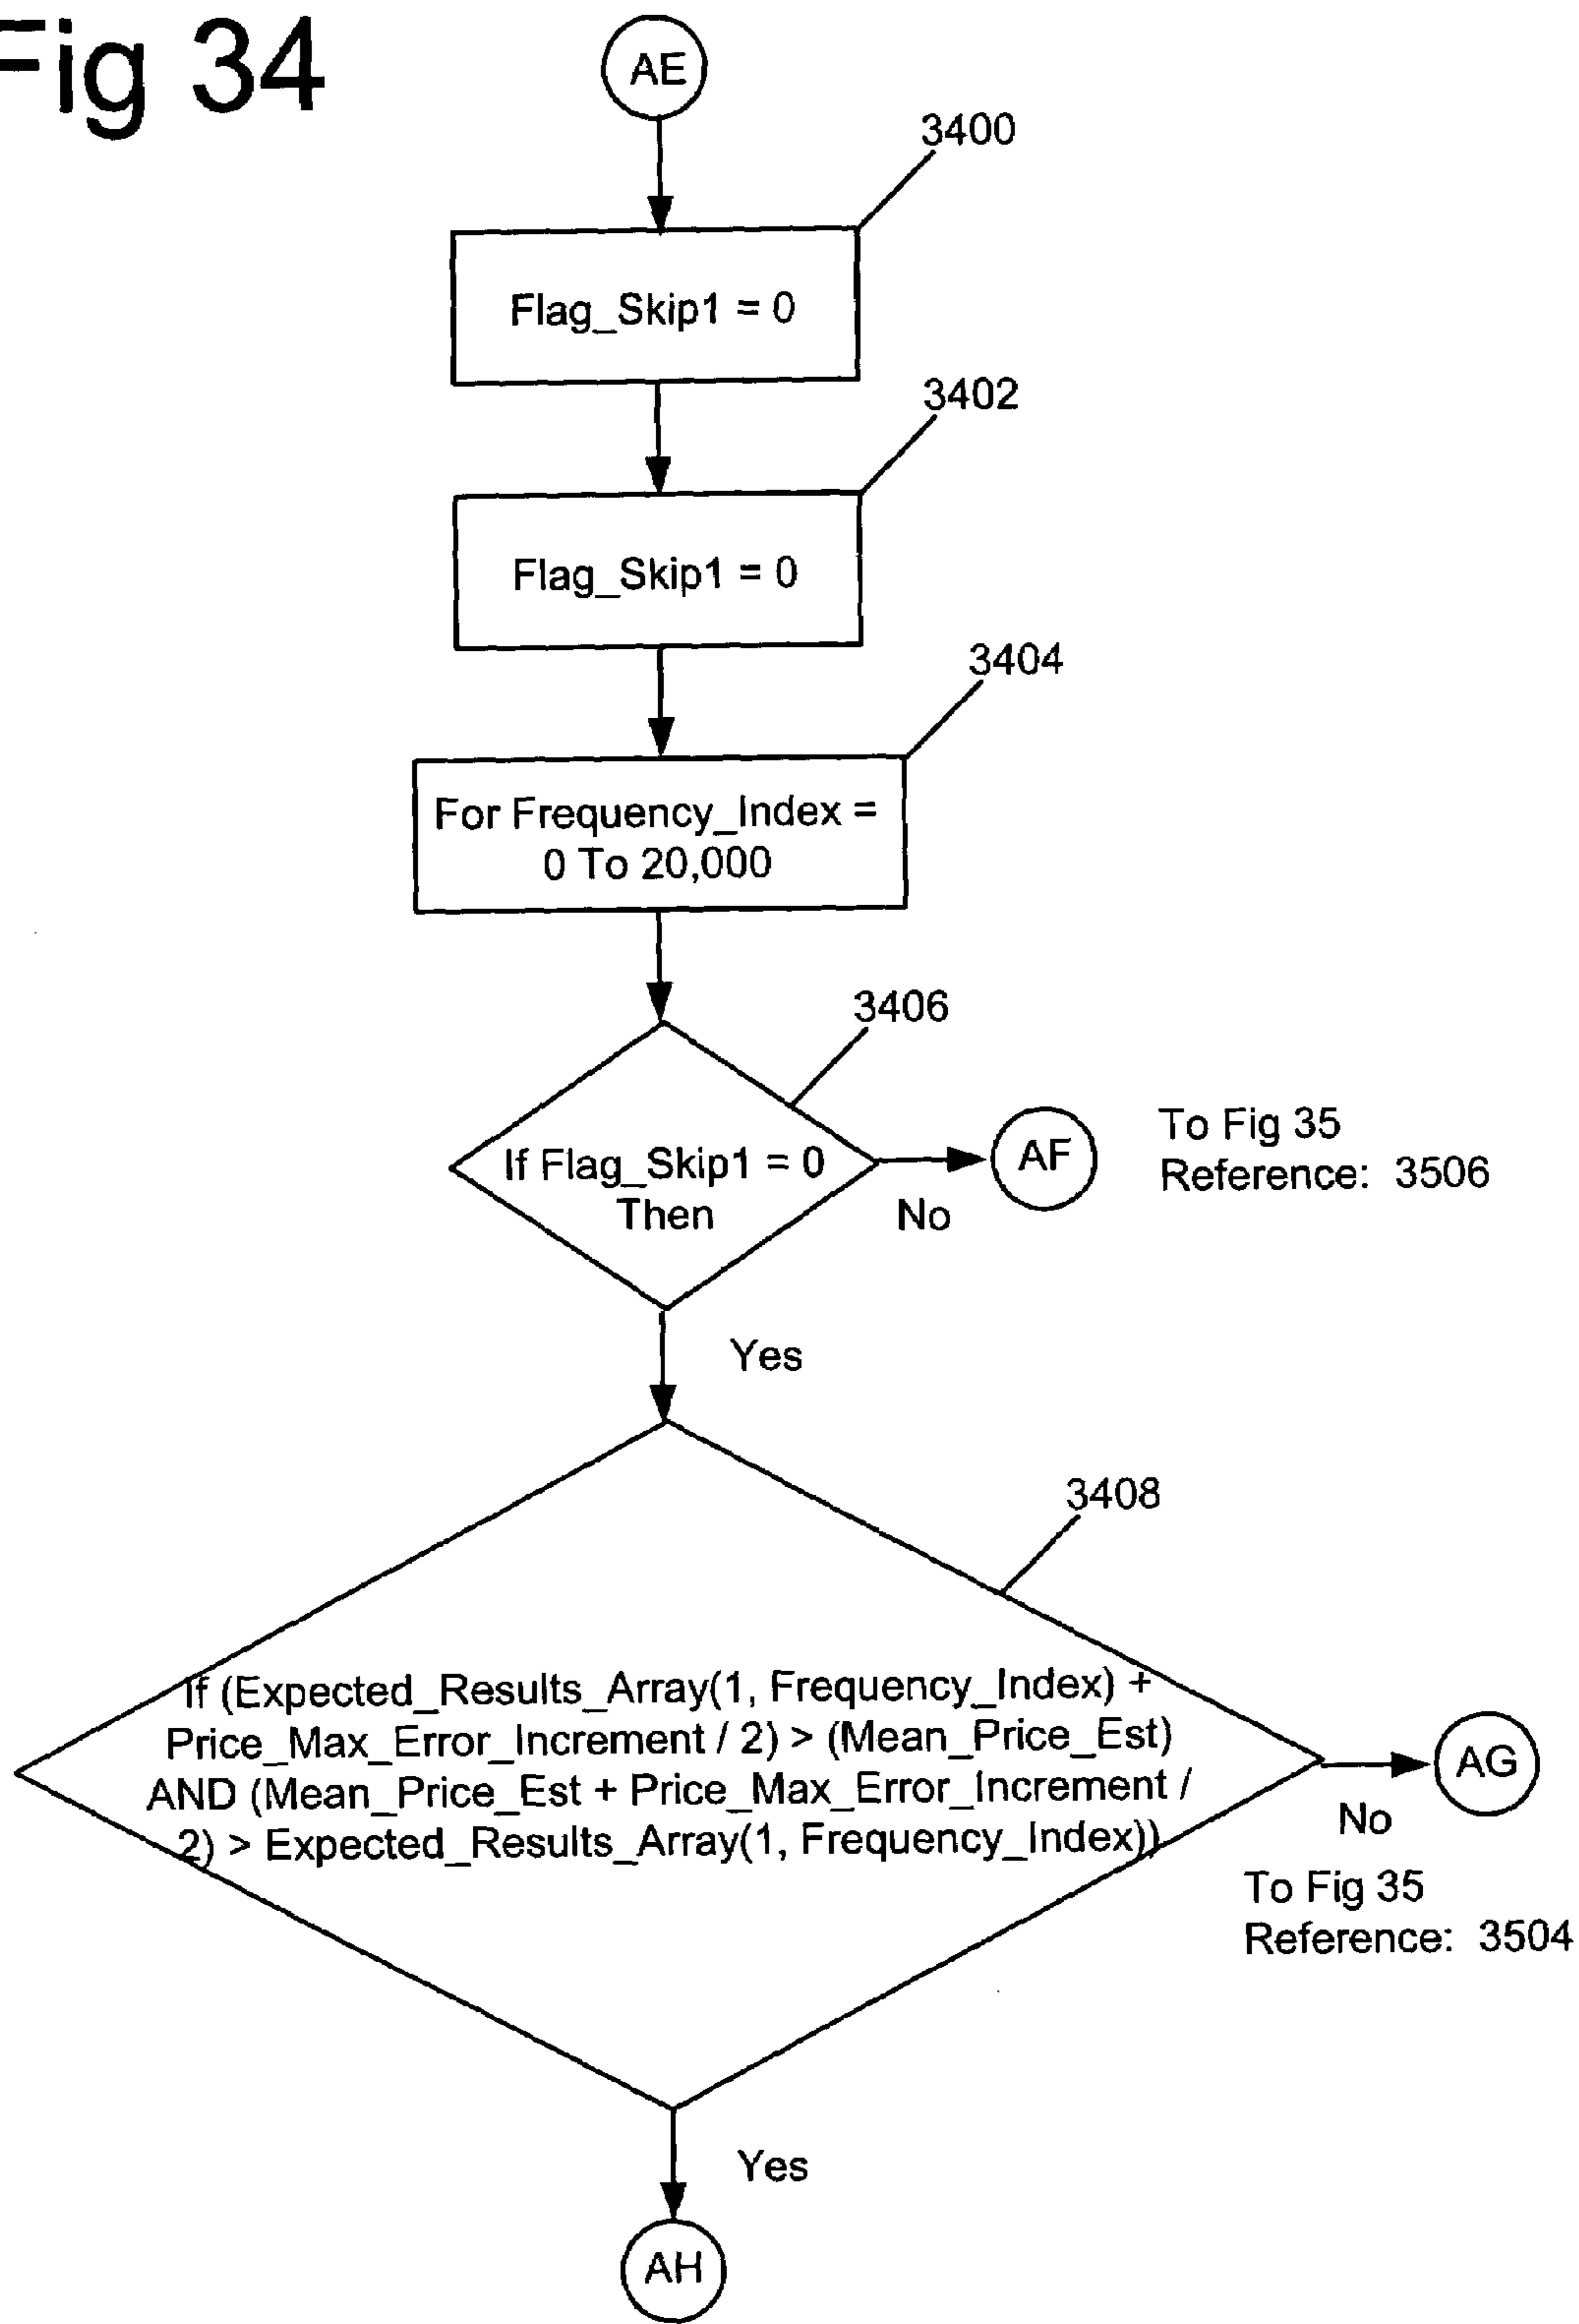 Fig 34
AE
3400
Flag_Skip1 = 0
3402
Flag_Skip1 = 0
3404
For Frequency_Index =
0 To 20,000
3406
If Flag_Skip1 = 0
Then
No
AF
To Fig 35
Reference: 3506
Yes
3408
If (Expected_Results_Array(1, Frequency_Index) +
Price_Max_Error_Increment / 2) > (Mean_Price_Est)
AND (Mean_Price_Est + Price_Max_Error_Increment /
2) > Expected_Results_Array(1, Frequency_Index))
AG
No
To Fig 35
Reference: 3504
Yes
AH